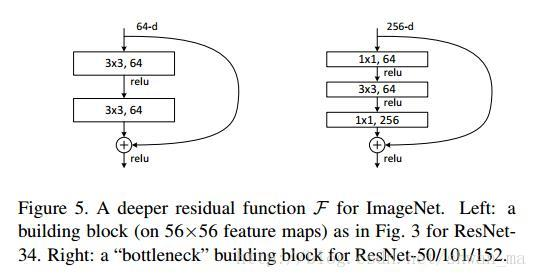 64-d
3x3, 64
relu
3x3, 64
+
relu
256-d
1x1, 64
relu
3x3, 64
relu
1x1, 256
+
relu
Figure 5. A deeper residual function F for ImageNet. Left: a
building block (on 56×56 feature maps) as in Fig. 3 for ResNet-
34. Right: a “bottleneck” building block for ResNet-50/101/152.